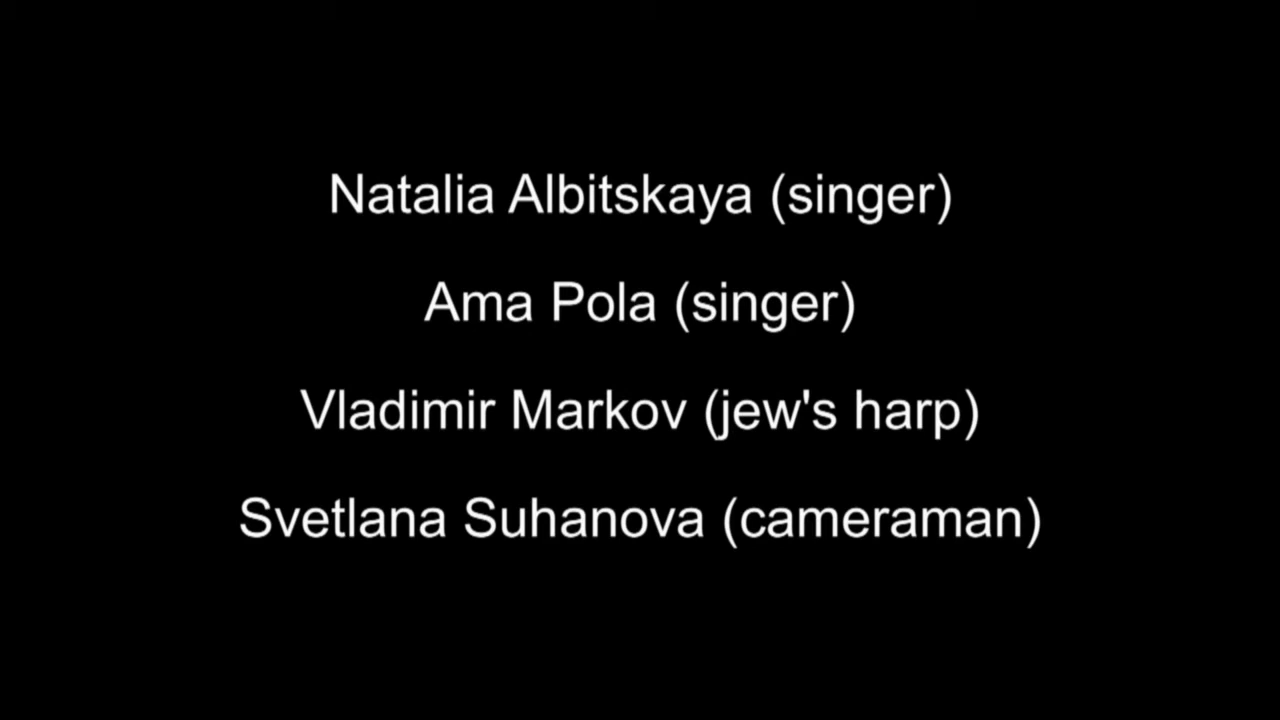 Natalia Albitskaya (singer)
Ama Pola (singer)
Vladimir Markov (jew's harp)
Svetlana Suhanova (cameraman)